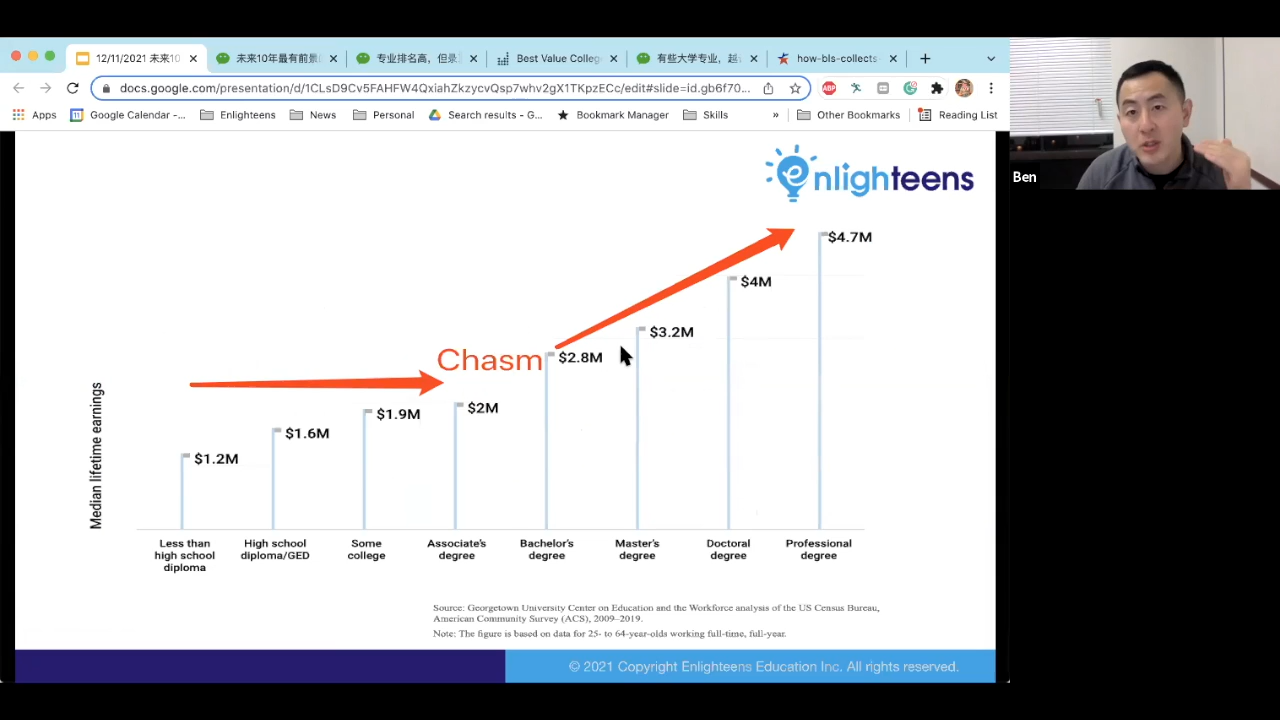 12/11/2021 未来10
未来10年最有前
专业虽高，但录
Best Value Colleg
有些大学专业，起
how-bps-collects
docs.google.com/presentation/d/
edit#slide=id.gb6f70...
ABP
Apps
Google Calendar -...
Enlighteens
News
Personal
Search results - G...
Bookmark Manager
Skills
»
Other Bookmarks
Reading List
Ben
enlighteens
$4.7M
$4M
$3.2M
Chasm
$2.8M
$2M
$1.9M
$1.6M
$1.2M
Median lifetime earnings
Less than
high school
diploma
High school
diploma/GED
Some
college
Associate's
degree
Bachelor's
degree
Master's
degree
Doctoral
degree
Professional
degree
Source: Georgetown University Center on Education and the Workforce analysis of the US Census Bureau,
American Community Survey (ACS), 2009–2019.
Note: The figure is based on data for 25- to 64-year-olds working full-time, full-year.
© 2021 Copyright Enlighteens Education Inc. All rights reserved.